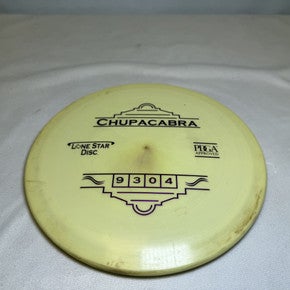 CHUPACABRA
LONE STAR
DISC
PDGA
APPROVED
9 3 0 4